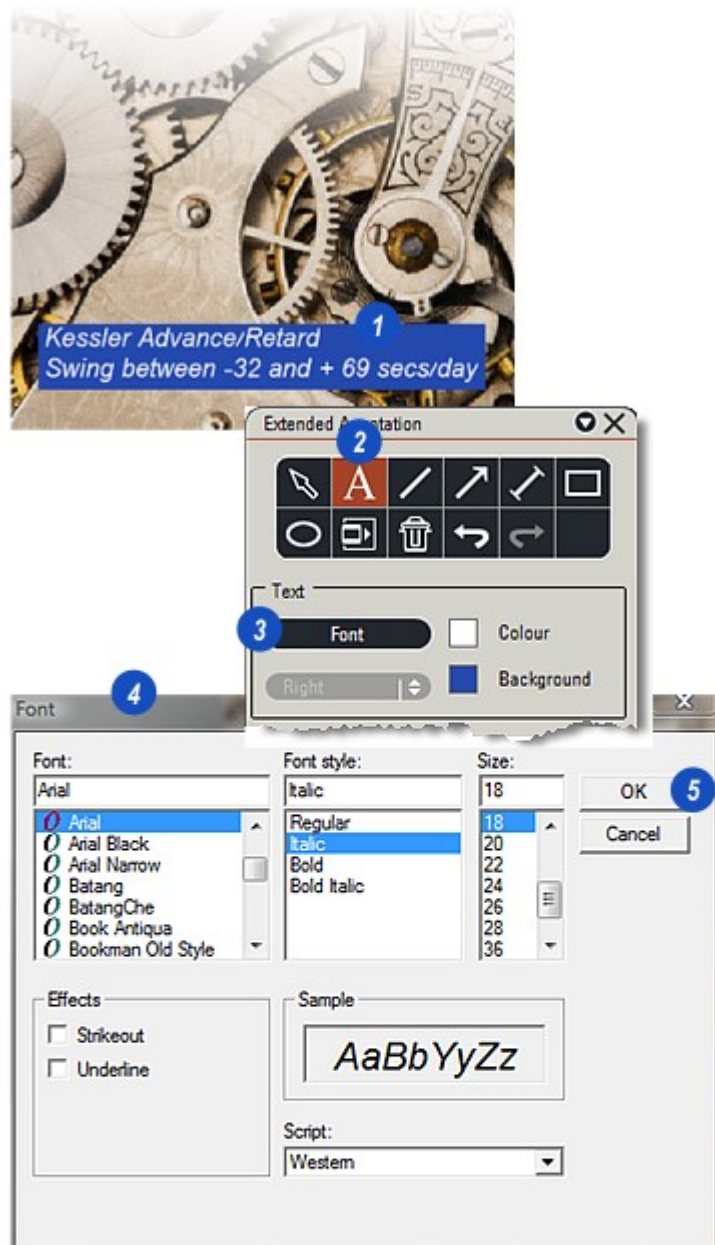 1
Kessler Advance/Retard
Swing between -32 and + 69 secs/day
Extended
2
A
Text
3
Font
Colour
Right
Background
4
Font
Font:
Font style:
Size:
Arial
Italic
18
OK
5
Arial
Regular
18
Cancel
Arial Black
Italic
20
Arial Narrow
Bold
22
Batang
Bold Italic
24
BatangChe
26
Book Antiqua
28
Bookman Old Style
36
Effects
Sample
Strikeout
AaBbYyZz
Underline
Script:
Western
S
F